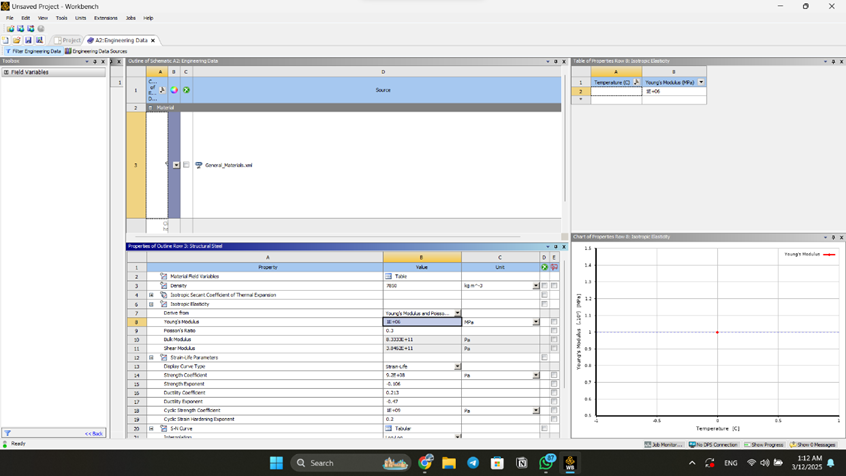 Unsaved Project - Workbench
File Edit View Tools Units Extensions Jobs Help
Project A2:Engineering Data
Filter Engineering Data Engineering Data Sources
Toolbox
Field Variables
<< Back
Ready
1
Outline of Schematic A2: Engineering Data
A B C D
1 Source
2 Material
3 General_Materials.xml
Properties of Outline Row 3: Structural Steel
A B C D E
1 Property Value Unit
2 Material Field Variables Table
3 Density 7850 kg m^-3
4 Isotropic Secant Coefficient of Thermal Expansion
6 Isotropic Elasticity
7 Derive from Young's Modulus and Poisso...
8 Young's Modulus 1E+06 MPa
9 Poisson's Ratio 0.3
10 Bulk Modulus 8.3333E+11 Pa
11 Shear Modulus 3.8462E+11 Pa
12 Strain-Life Parameters
13 Display Curve Type Strain-Life
14 Strength Coefficient 9.2E+08 Pa
15 Strength Exponent -0.106
16 Ductility Coefficient 0.213
17 Ductility Exponent -0.47
18 Cyclic Strength Coefficient 1E+09 Pa
19 Cyclic Strain Hardening Exponent 0.2
20 S-N Curve Tabular
Table of Properties Row 8: Isotropic Elasticity
A B
1 Temperature (C) Young's Modulus (MPa)
2 1E+06
*
Chart of Properties Row 8: Isotropic Elasticity
Young's Modulus
1.5
1.4
1.3
1.2
1.1
1
0.9
0.8
0.7
0.6
0.5
-1 -0.5 0 0.5 1
Temperature [C]
Job Monitor... No DPS Connection Show Progress Show 0 Messages
Search
ENG
1:12 AM
3/12/2025